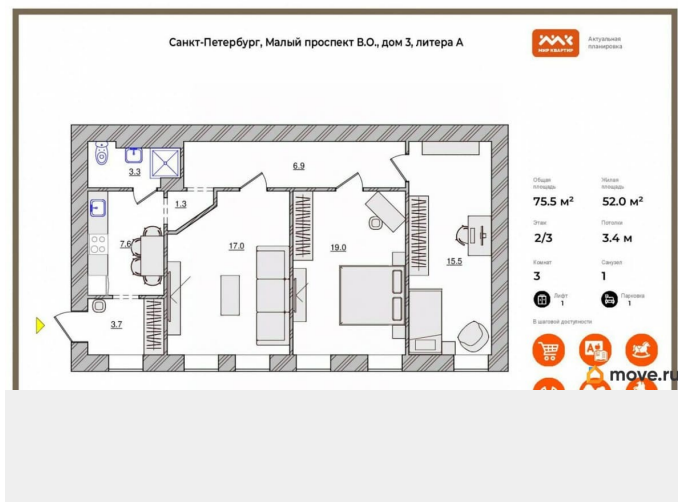 Санкт-Петербург, Малый проспект В.О., дом 3, литера А
МИР КВАРТИР
Актуальная
планировка
3.3
6.9
1.3
7.6
17.0
19.0
15.5
3.7
Общая
площадь
Жилая
площадь
75.5 м²
52.0 м²
Этаж
Потолки
2/3
3.4 м
Комнат
Санузел
3
1
Лифт
1
Парковка
1
В шаговой доступности
move.ru